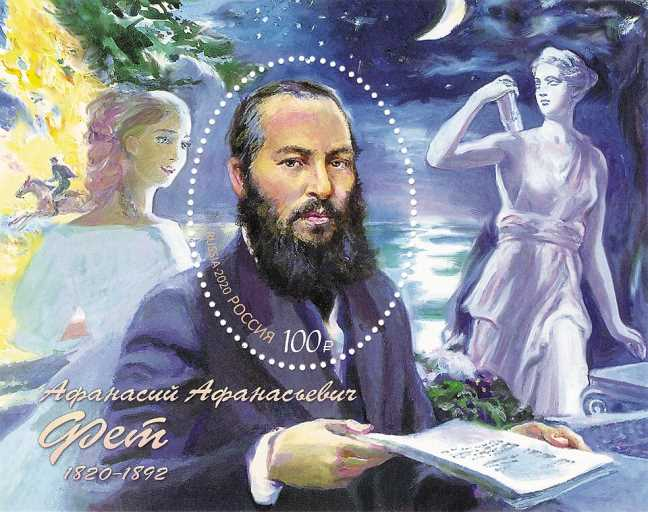 RUSSIA·2020 РОССИЯ
100₽
Афанасий Афанасьевич
Фет
1820–1892